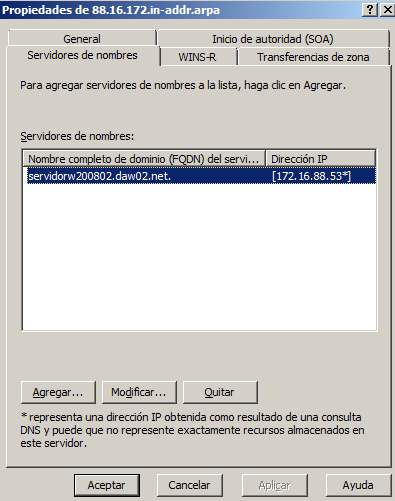 Propiedades de 88.16.172.in-addr.arpa
General Inicio de autoridad (SOA)
Servidores de nombres WINS-R Transferencias de zona
Para agregar servidores de nombres a la lista, haga clic en Agregar.
Servidores de nombres:
Nombre completo de dominio (FQDN) del servi... Dirección IP
servidorw200802.daw02.net. [172.16.88.53*]
Agregar... Modificar... Quitar
* representa una dirección IP obtenida como resultado de una consulta
DNS y puede que no represente exactamente recursos almacenados en
este servidor.
Aceptar Cancelar Aplicar Ayuda